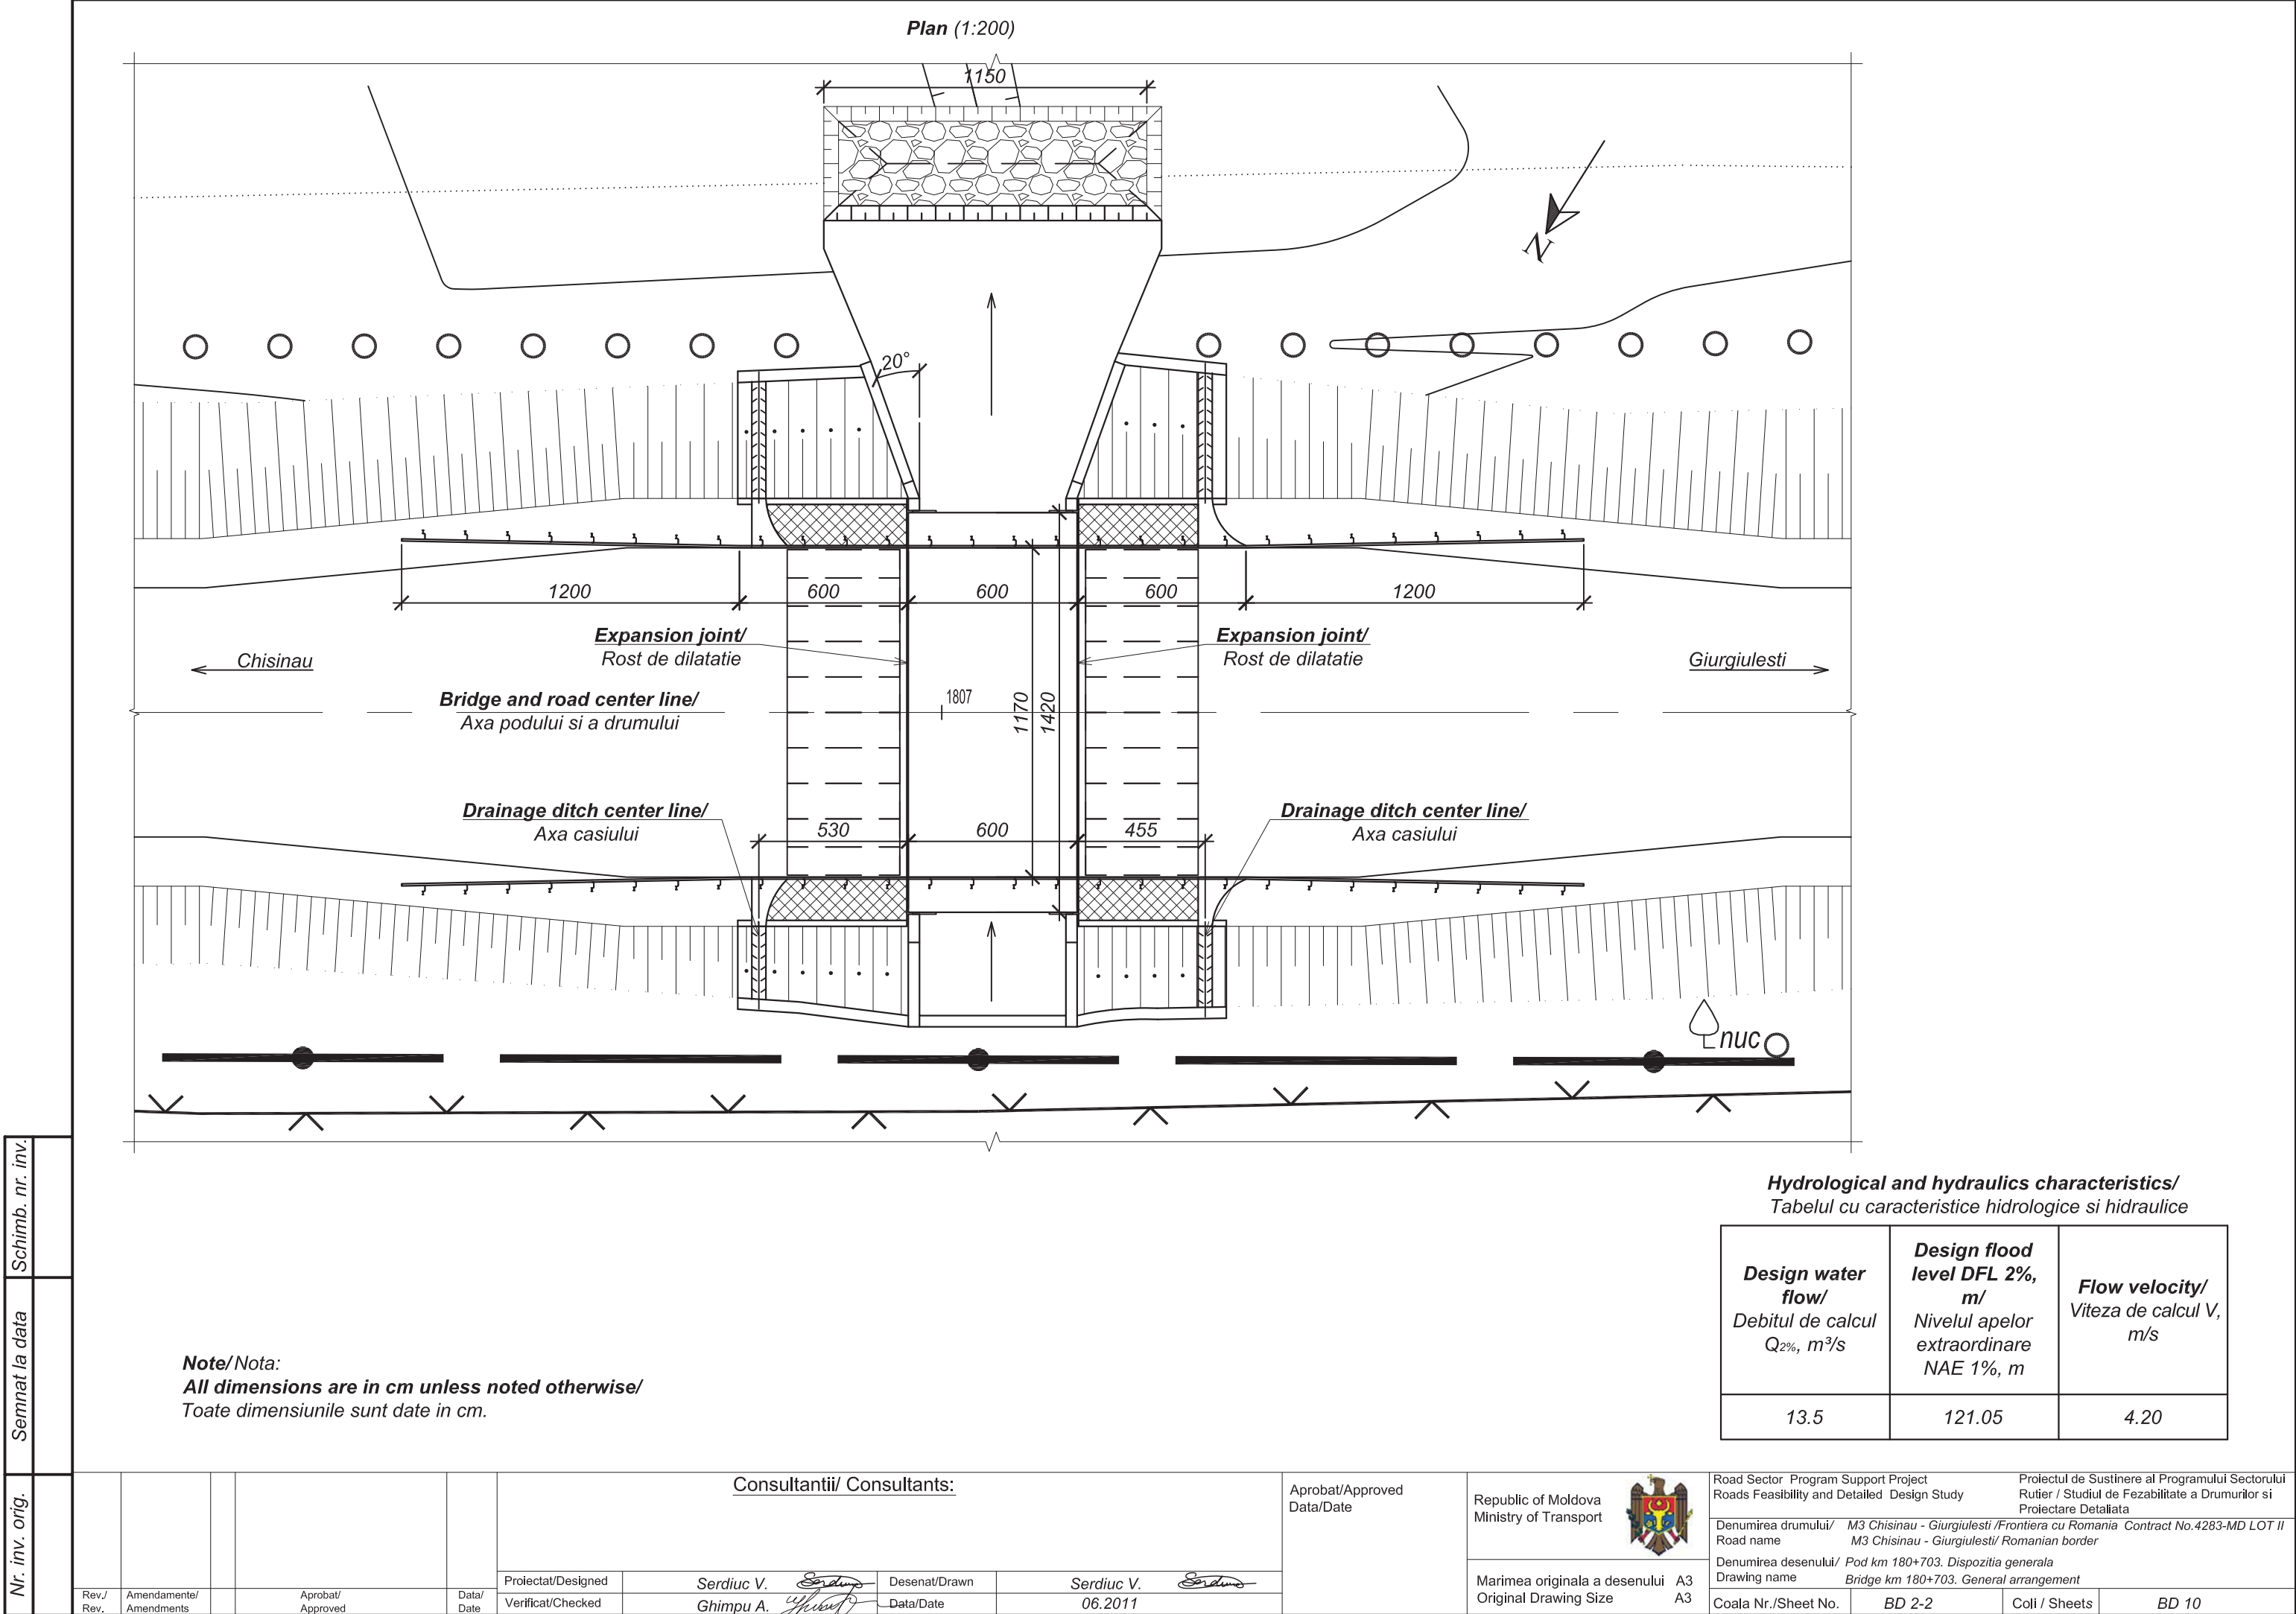 Plan (1:200)
1150
N
20°
1200
600
600
600
1200
Expansion joint/
Rost de dilatatie
Expansion joint/
Rost de dilatatie
Chisinau
Giurgiulesti
Bridge and road center line/
Axa podului si a drumului
1807
1170
1420
Drainage ditch center line/
Axa casiului
530
600
455
Drainage ditch center line/
Axa casiului
nuc
Hydrological and hydraulics characteristics/
Tabelul cu caracteristice hidrologice si hidraulice
Design water
flow/
Debitul de calcul
Q2%, m³/s
Design flood
level DFL 2%,
m/
Nivelul apelor
extraordinare
NAE 1%, m
Flow velocity/
Viteza de calcul V,
m/s
13.5
121.05
4.20
Note/Nota:
All dimensions are in cm unless noted otherwise/
Toate dimensiunile sunt date in cm.
Schimb. nr. inv.
Semnat la data
Nr. inv. orig.
Rev./
Rev.
Amendamente/
Amendments
Aprobat/
Approved
Data/
Date
Consultantii/ Consultants:
Proiectat/Designed
Serdiuc V.
Desenat/Drawn
Serdiuc V.
Verificat/Checked
Ghimpu A.
Data/Date
06.2011
Aprobat/Approved
Data/Date
Republic of Moldova
Ministry of Transport
Marimea originala a desenului A3
Original Drawing Size A3
Road Sector Program Support Project
Roads Feasibility and Detailed Design Study
Proiectul de Sustinere al Programului Sectorului
Rutier / Studiul de Fezabilitate a Drumurilor si
Proiectare Detaliata
Denumirea drumului/ M3 Chisinau - Giurgiulesti /Frontiera cu Romania Contract No.4283-MD LOT II
Road name M3 Chisinau - Giurgiulesti/ Romanian border
Denumirea desenului/ Pod km 180+703. Dispozitia generala
Drawing name Bridge km 180+703. General arrangement
Coala Nr./Sheet No. BD 2-2 Coli / Sheets BD 10